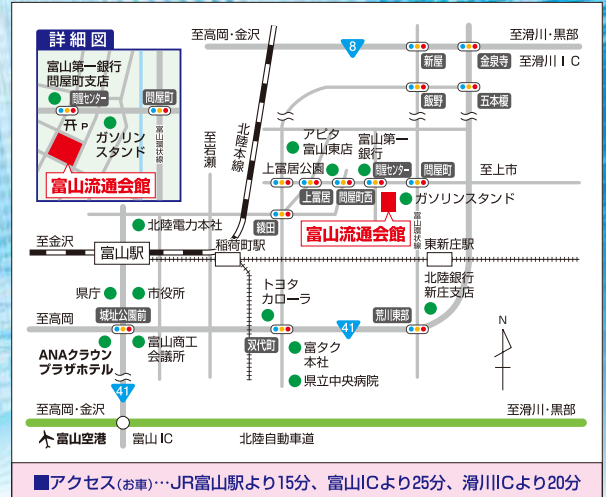 詳細図
富山第一銀行
問屋町支店
問屋センター
問屋町
P
ガソリン
スタンド
富山環状線
富山流通会館
至高岡・金沢
8
至滑川・黒部
至滑川IC
新屋
金泉寺
飯野
五本榎
北陸本線
至岩瀬
アピタ
富山東店
富山第一
銀行
上冨居公園
問屋センター
問屋町
至上市
上冨居
問屋町西
ガソリンスタンド
綾田
富山流通会館
富山環状線
北陸電力本社
至金沢
富山駅
稲荷町駅
東新庄駅
北陸銀行
新庄支店
県庁
市役所
トヨタ
カローラ
至高岡
城址公園前
41
荒川東部
双代町
ANAクラウン
プラザホテル
富山商工
会議所
富タク
本社
県立中央病院
N
41
至高岡・金沢
至滑川・黒部
富山空港
富山IC
北陸自動車道
■アクセス(お車)…JR富山駅より15分、富山ICより25分、滑川ICより20分